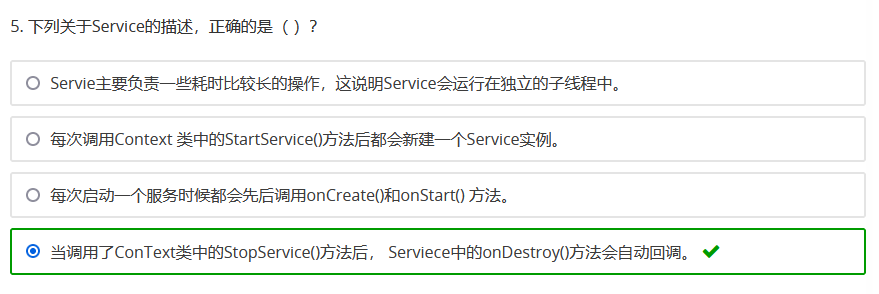 5. 下列关于Service的描述，正确的是（ ）？
Servie主要负责一些耗时比较长的操作，这说明Service会运行在独立的子线程中。
每次调用Context 类中的StartService()方法后都会新建一个Service实例。
每次启动一个服务时候都会先后调用onCreate()和onStart() 方法。
当调用了ConText类中的StopService()方法后， Serviece中的onDestroy()方法会自动回调。